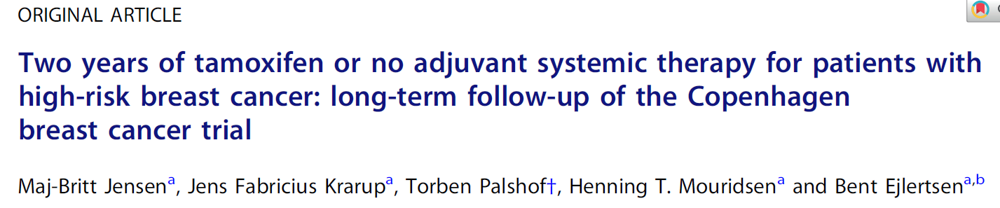 ORIGINAL ARTICLE
Two years of tamoxifen or no adjuvant systemic therapy for patients with
high-risk breast cancer: long-term follow-up of the Copenhagen
breast cancer trial
Maj-Britt Jensenᵃ, Jens Fabricius Krarupᵃ, Torben Palshof†, Henning T. Mouridsenᵃ and Bent Ejlertsenᵃ,ᵇ